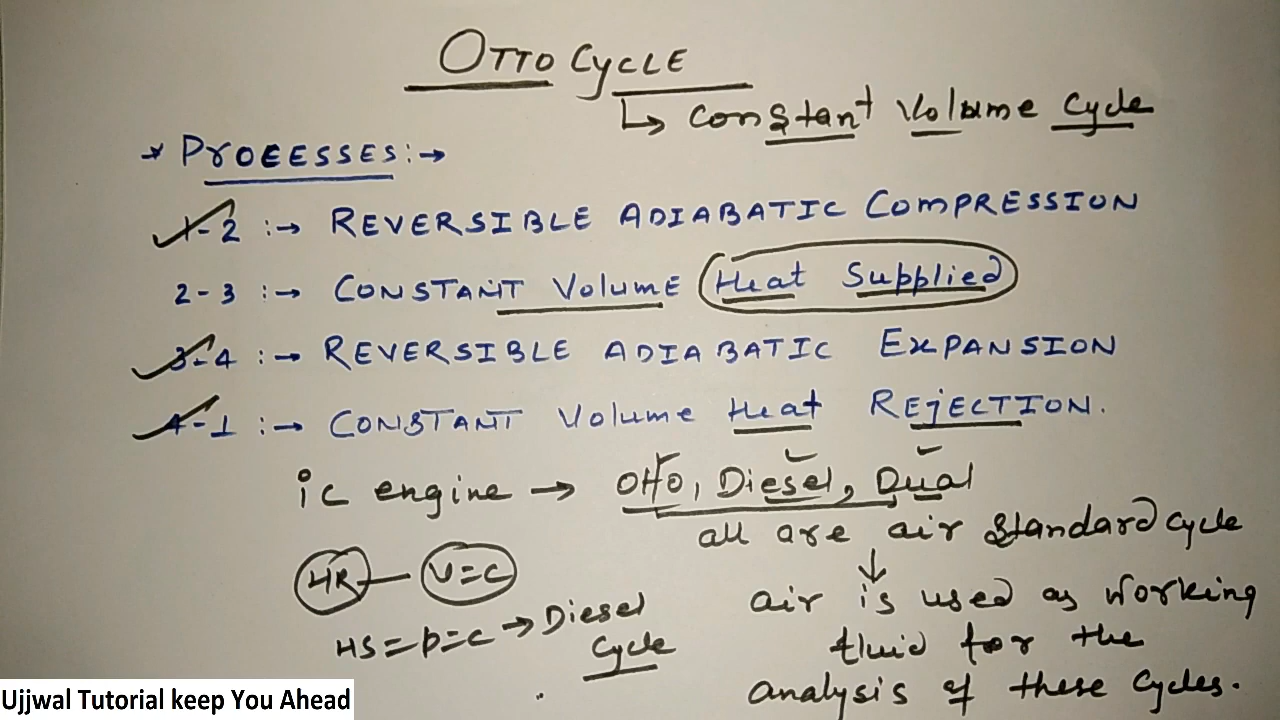 OTTO CYCLE
↳ Constant Volume Cycle
* PROCESSES:→
1-2 :→ REVERSIBLE ADIABATIC COMPRESSION
2-3 :→ CONSTANT VOLUME Heat Supplied
3-4 :→ REVERSIBLE ADIABATIC EXPANSION
4-1 :→ CONSTANT Volume Heat REJECTION.
ic engine → OttO, Diesel, Dual
all are air Standard Cycle
↓
HR — V=C
air is used as working
HS = P=C → Diesel
Cycle
fluid for the
analysis of these Cycles.
Ujjwal Tutorial keep You Ahead